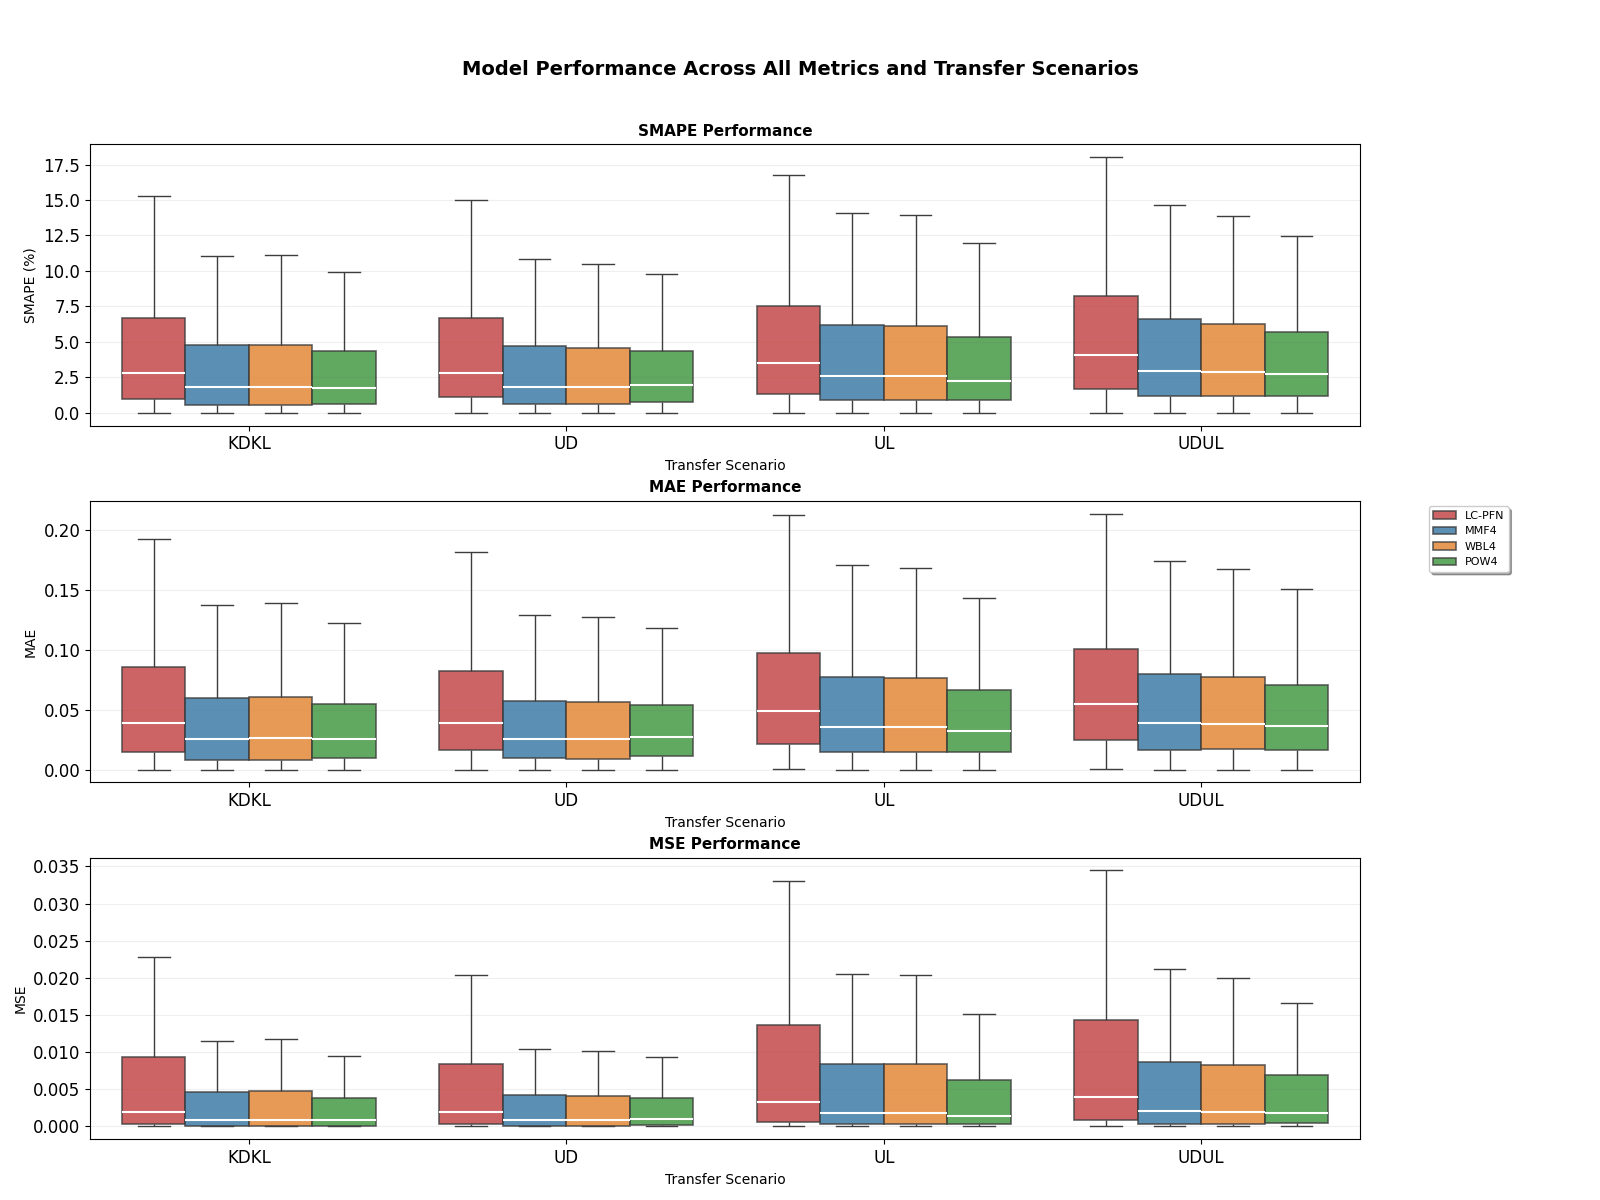 Model Performance Across All Metrics and Transfer Scenarios
SMAPE Performance
SMAPE (%)
17.5
15.0
12.5
10.0
7.5
5.0
2.5
0.0
KDKL UD UL UDUL
Transfer Scenario
MAE Performance
MAE
0.20
0.15
0.10
0.05
0.00
KDKL UD UL UDUL
Transfer Scenario
LC-PFN
MMF4
WBL4
POW4
MSE Performance
MSE
0.035
0.030
0.025
0.020
0.015
0.010
0.005
0.000
KDKL UD UL UDUL
Transfer Scenario